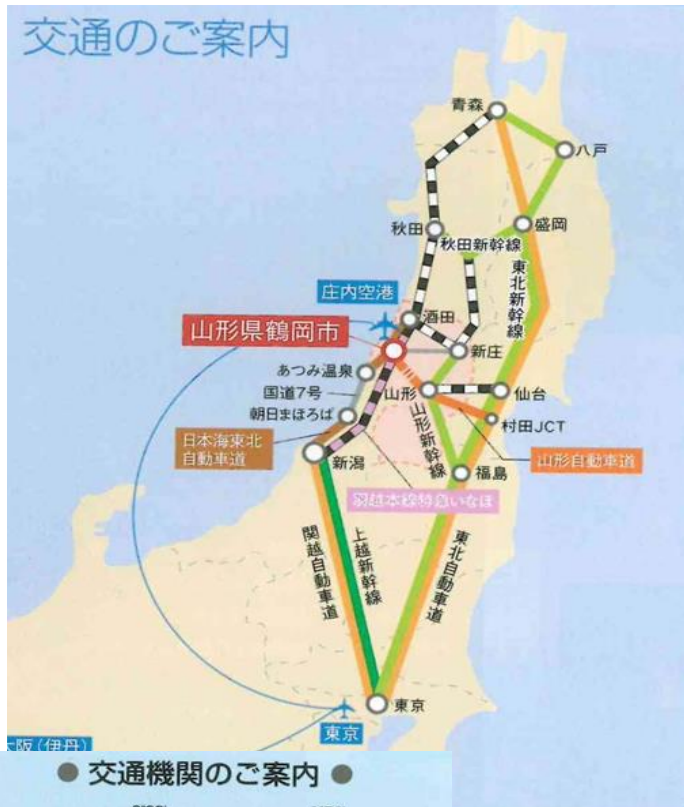 交通のご案内
青森
八戸
秋田
秋田新幹線
盛岡
東北新幹線
庄内空港
酒田
山形県鶴岡市
新庄
あつみ温泉
国道7号
朝日まほろば
山形
仙台
山形新幹線
村田JCT
日本海東北
自動車道
山形自動車道
新潟
福島
羽越本線特急いなほ
関越自動車道
上越新幹線
東北自動車道
東京
東京
阪(伊丹)
● 交通機関のご案内 ●